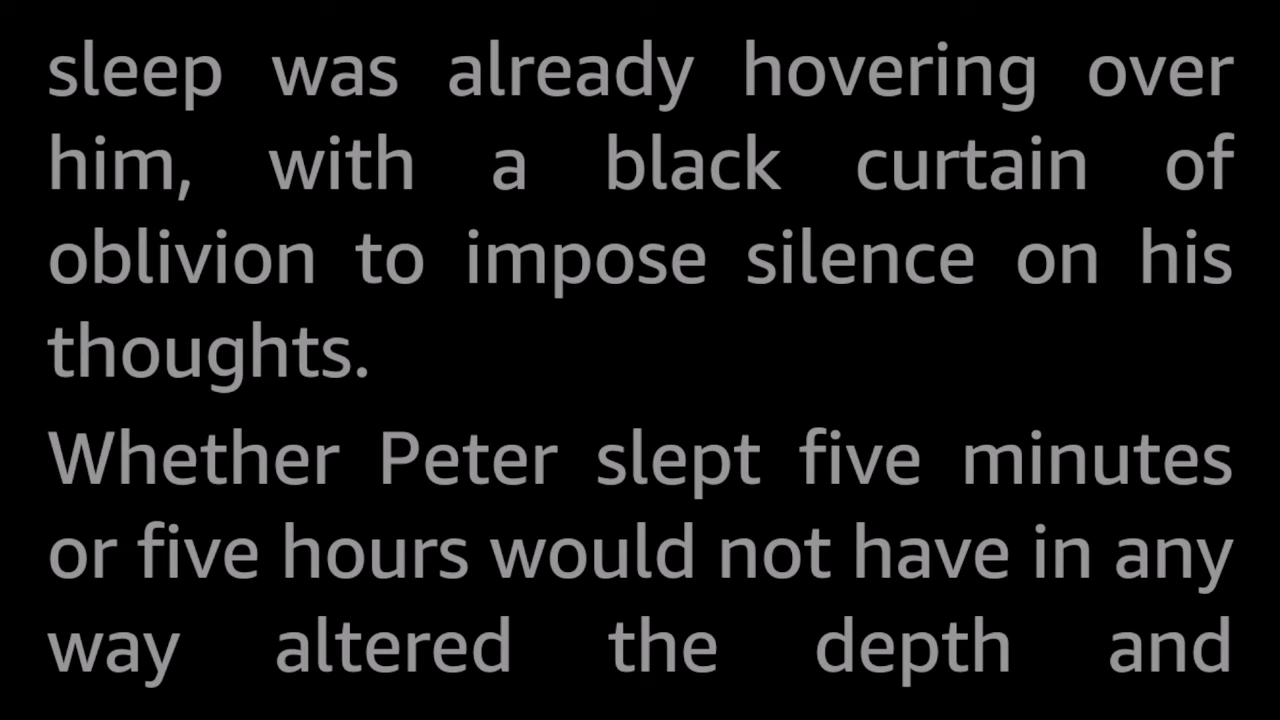 sleep was already hovering over
him, with a black curtain of
oblivion to impose silence on his
thoughts.
Whether Peter slept five minutes
or five hours would not have in any
way altered the depth and